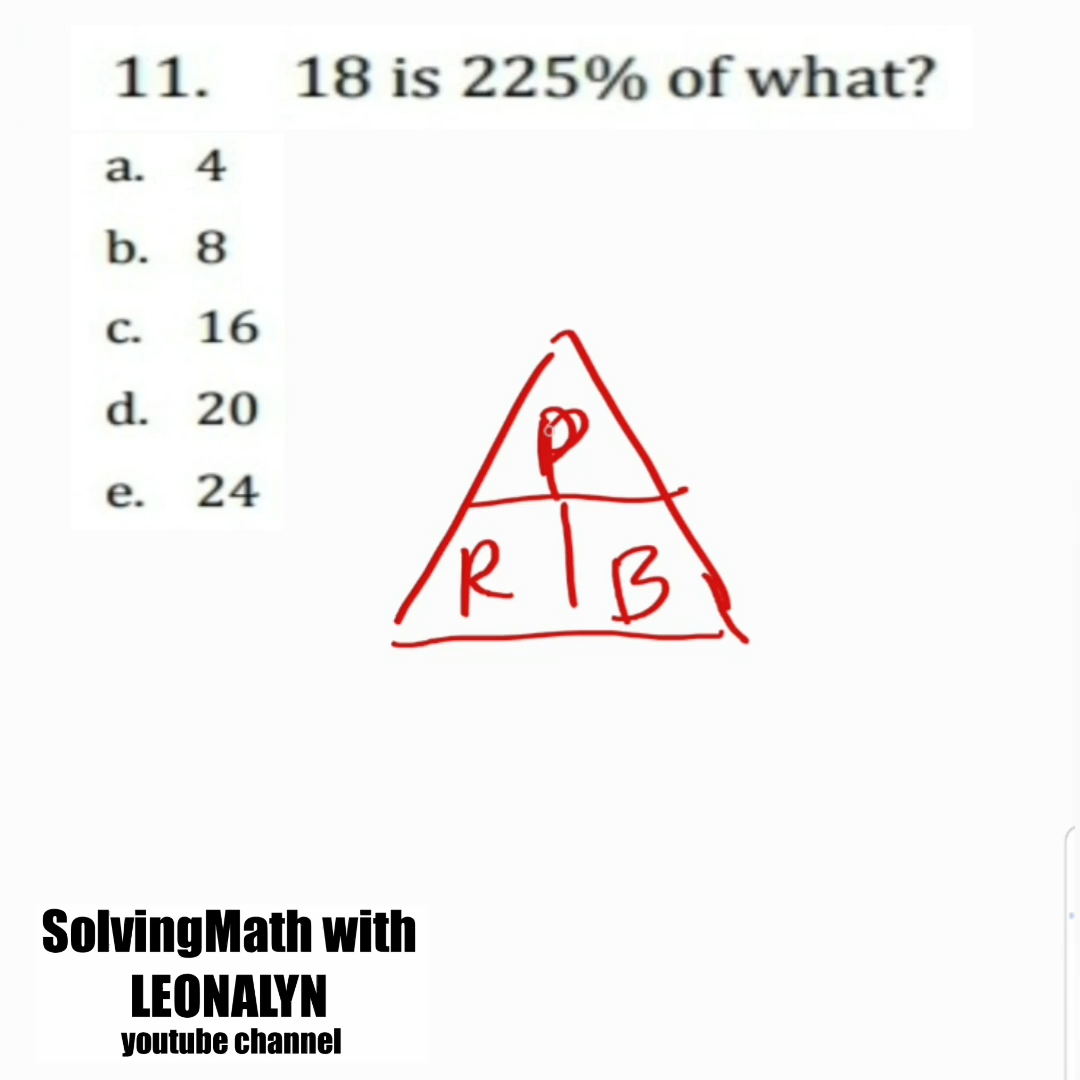 11. 18 is 225% of what?
a. 4
b. 8
c. 16
d. 20
e. 24
P
R B
SolvingMath with
LEONALYN
youtube channel